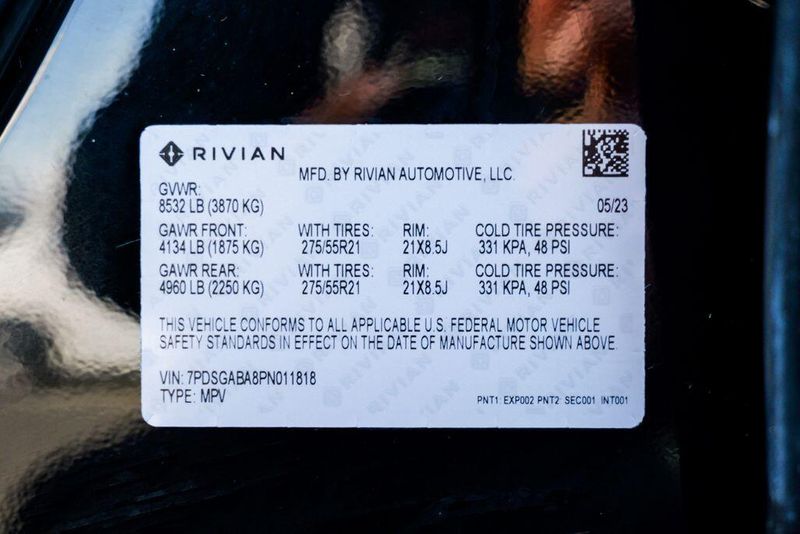 RIVIAN
MFD. BY RIVIAN AUTOMOTIVE, LLC.
GVWR:
8532 LB (3870 KG) 05/23
GAWR FRONT: WITH TIRES: RIM: COLD TIRE PRESSURE:
4134 LB (1875 KG) 275/55R21 21X8.5J 331 KPA, 48 PSI
GAWR REAR: WITH TIRES: RIM: COLD TIRE PRESSURE:
4960 LB (2250 KG) 275/55R21 21X8.5J 331 KPA, 48 PSI
THIS VEHICLE CONFORMS TO ALL APPLICABLE U.S. FEDERAL MOTOR VEHICLE
SAFETY STANDARDS IN EFFECT ON THE DATE OF MANUFACTURE SHOWN ABOVE.
VIN: 7PDSGABA8PN011818
TYPE: MPV
PNT1: EXP002 PNT2: SEC001 INT001